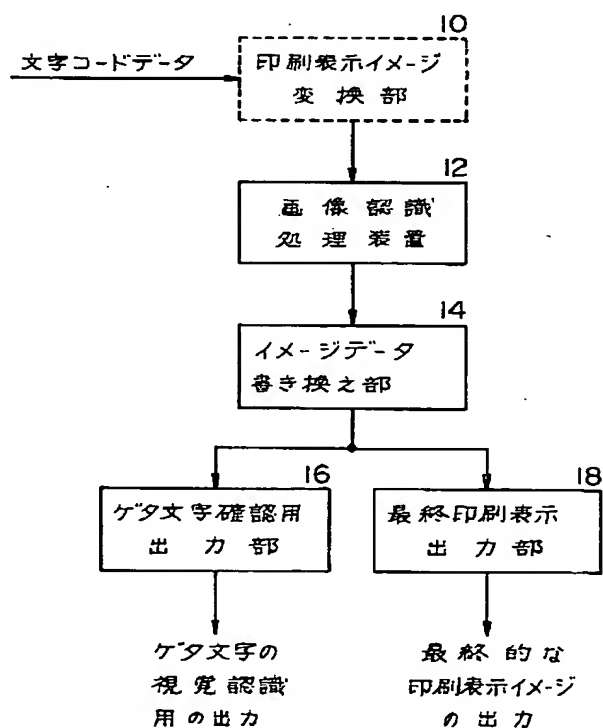 10
文字コードデータ
印刷表示イメージ
変換部
12
画像認識
処理装置
14
イメージデータ
書き換え部
16
18
ゲタ文字確認用
出力部
最終印刷表示
出力部
ゲタ文字の
視覚認識
用の出力
最終的な
印刷表示イメージ
の出力